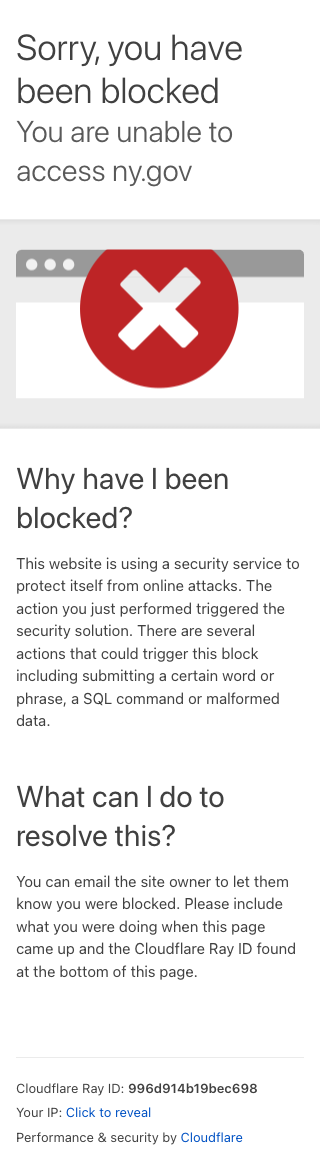 Sorry, you have
been blocked
You are unable to
access ny.gov
Why have I been
blocked?
This website is using a security service to
protect itself from online attacks. The
action you just performed triggered the
security solution. There are several
actions that could trigger this block
including submitting a certain word or
phrase, a SQL command or malformed
data.
What can I do to
resolve this?
You can email the site owner to let them
know you were blocked. Please include
what you were doing when this page
came up and the Cloudflare Ray ID found
at the bottom of this page.
Cloudflare Ray ID: 996d914b19bec698
Your IP: Click to reveal
Performance & security by Cloudflare